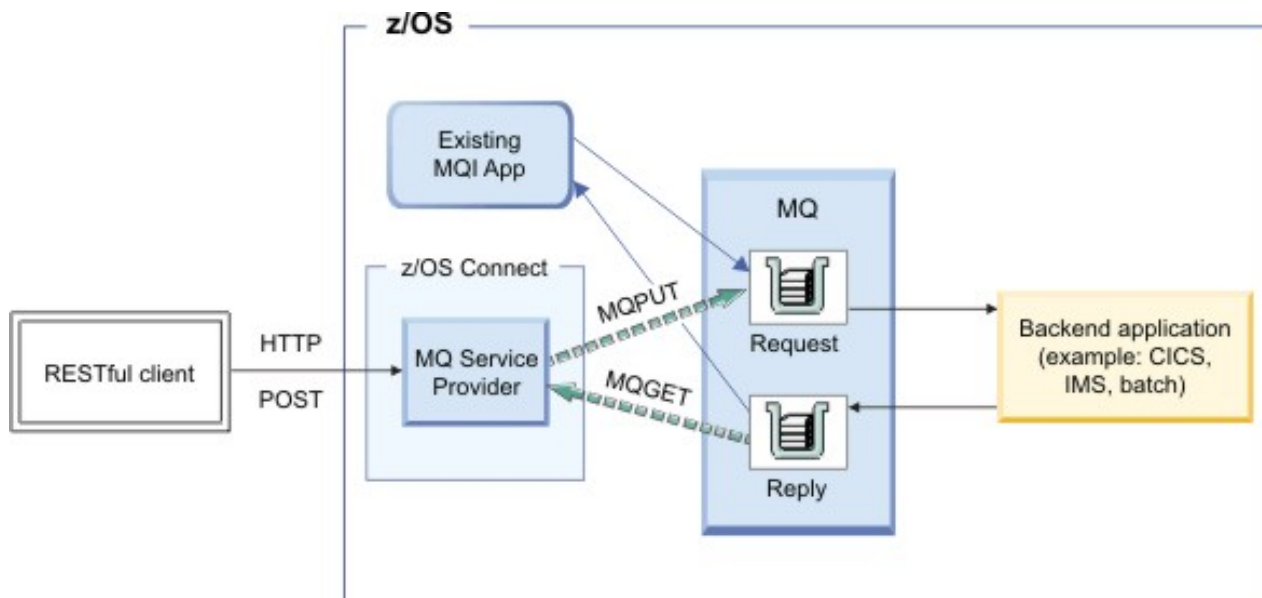 z/OS
Existing
MQI App
MQ
z/OS Connect
MQPUT
Request
RESTful client
HTTP
POST
MQ Service
Provider
MQGET
Reply
Backend application
(example: CICS,
IMS, batch)